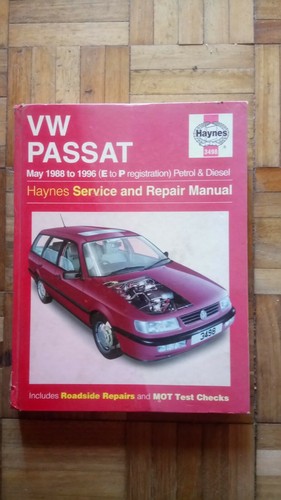 VW
Haynes
3498
PASSAT
May 1988 to 1996 (E to P registration) Petrol & Diesel
Haynes Service and Repair Manual
3498
Includes Roadside Repairs and MOT Test Checks